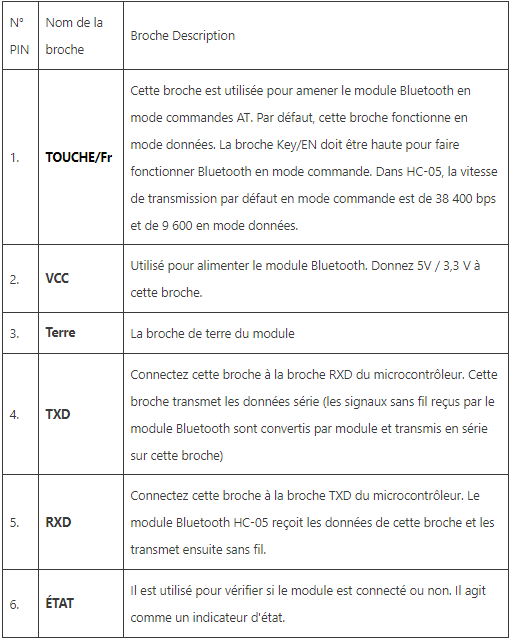 N°
PIN
Nom de la
broche
Broche Description
1.
TOUCHE/Fr
Cette broche est utilisée pour amener le module Bluetooth en
mode commandes AT. Par défaut, cette broche fonctionne en
mode données. La broche Key/EN doit être haute pour faire
fonctionner Bluetooth en mode commande. Dans HC-05, la vitesse
de transmission par défaut en mode commande est de 38 400 bps
et de 9 600 en mode données.
2.
VCC
Utilisé pour alimenter le module Bluetooth. Donnez 5V / 3,3 V à
cette broche.
3.
Terre
La broche de terre du module
4.
TXD
Connectez cette broche à la broche RXD du microcontrôleur. Cette
broche transmet les données série (les signaux sans fil reçus par le
module Bluetooth sont convertis par module et transmis en série
sur cette broche)
5.
RXD
Connectez cette broche à la broche TXD du microcontrôleur. Le
module Bluetooth HC-05 reçoit les données de cette broche et les
transmet ensuite sans fil.
6.
ÉTAT
Il est utilisé pour vérifier si le module est connecté ou non. Il agit
comme un indicateur d'état.